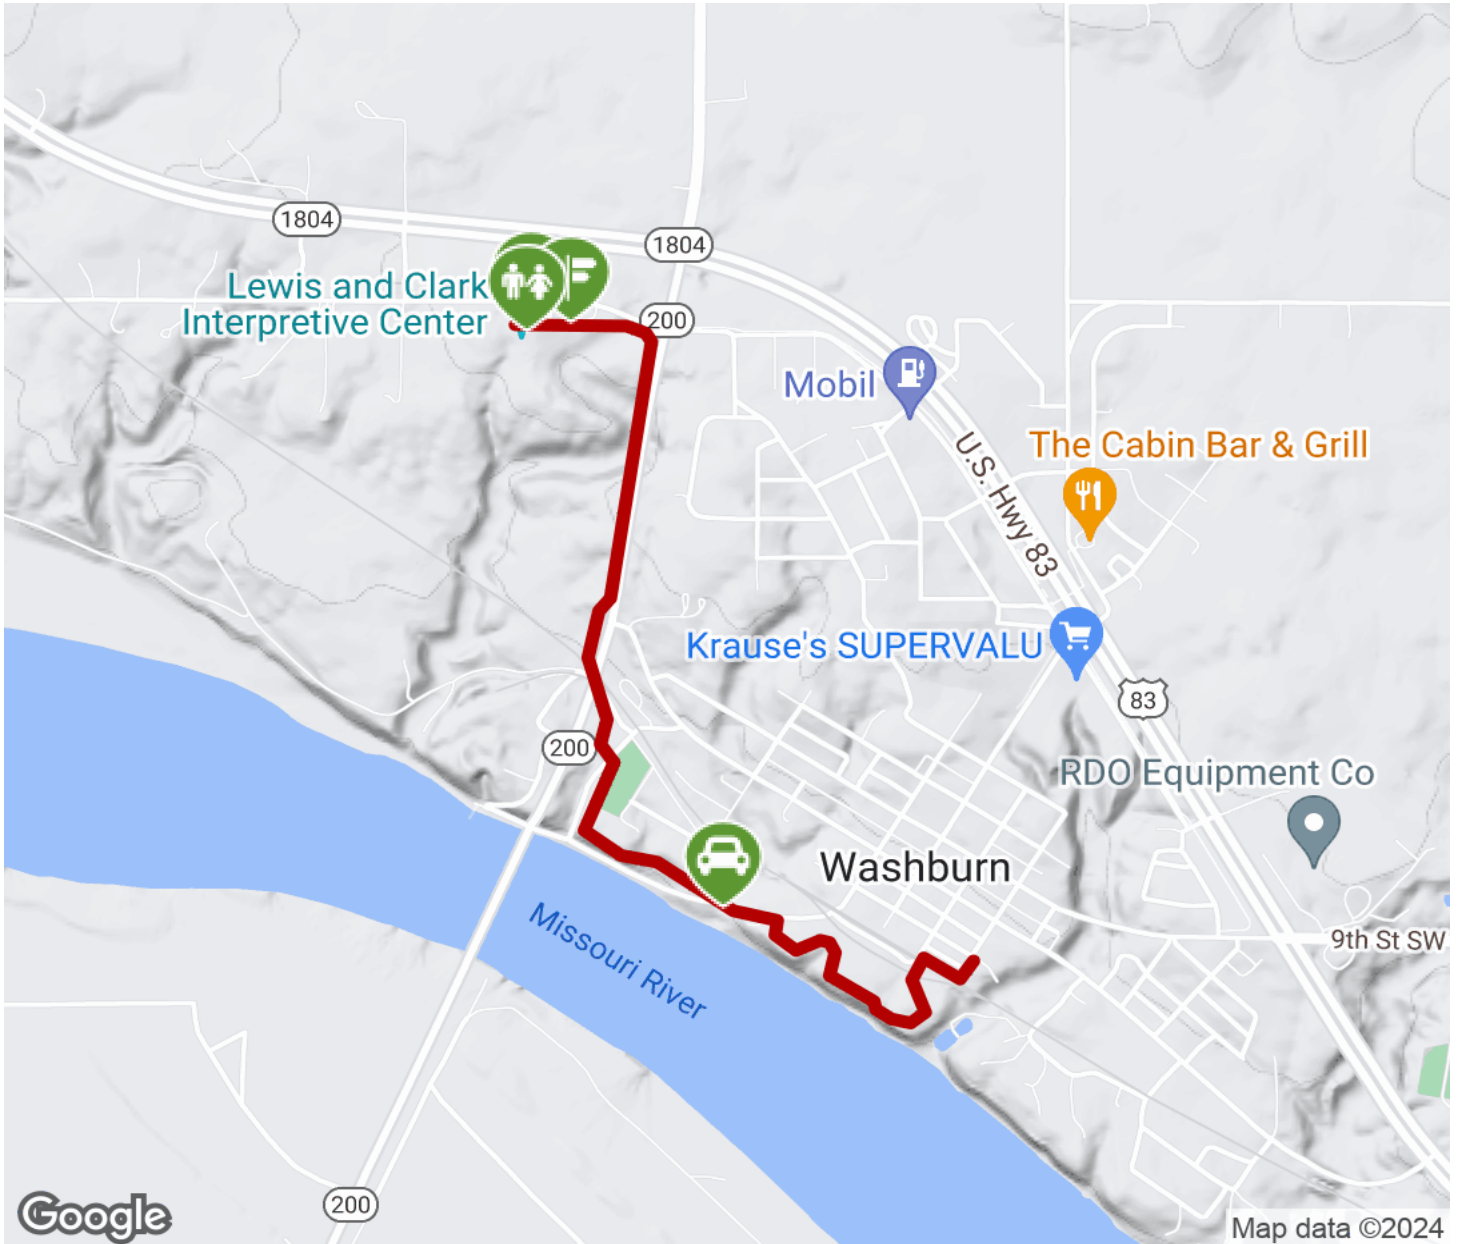 1804
1804
Lewis and Clark
Interpretive Center
200
Mobil
The Cabin Bar & Grill
U.S. Hwy 83
Krause's SUPERVALU
83
200
RDO Equipment Co
Washburn
Missouri River
9th St SW
200
Google
Map data ©2024